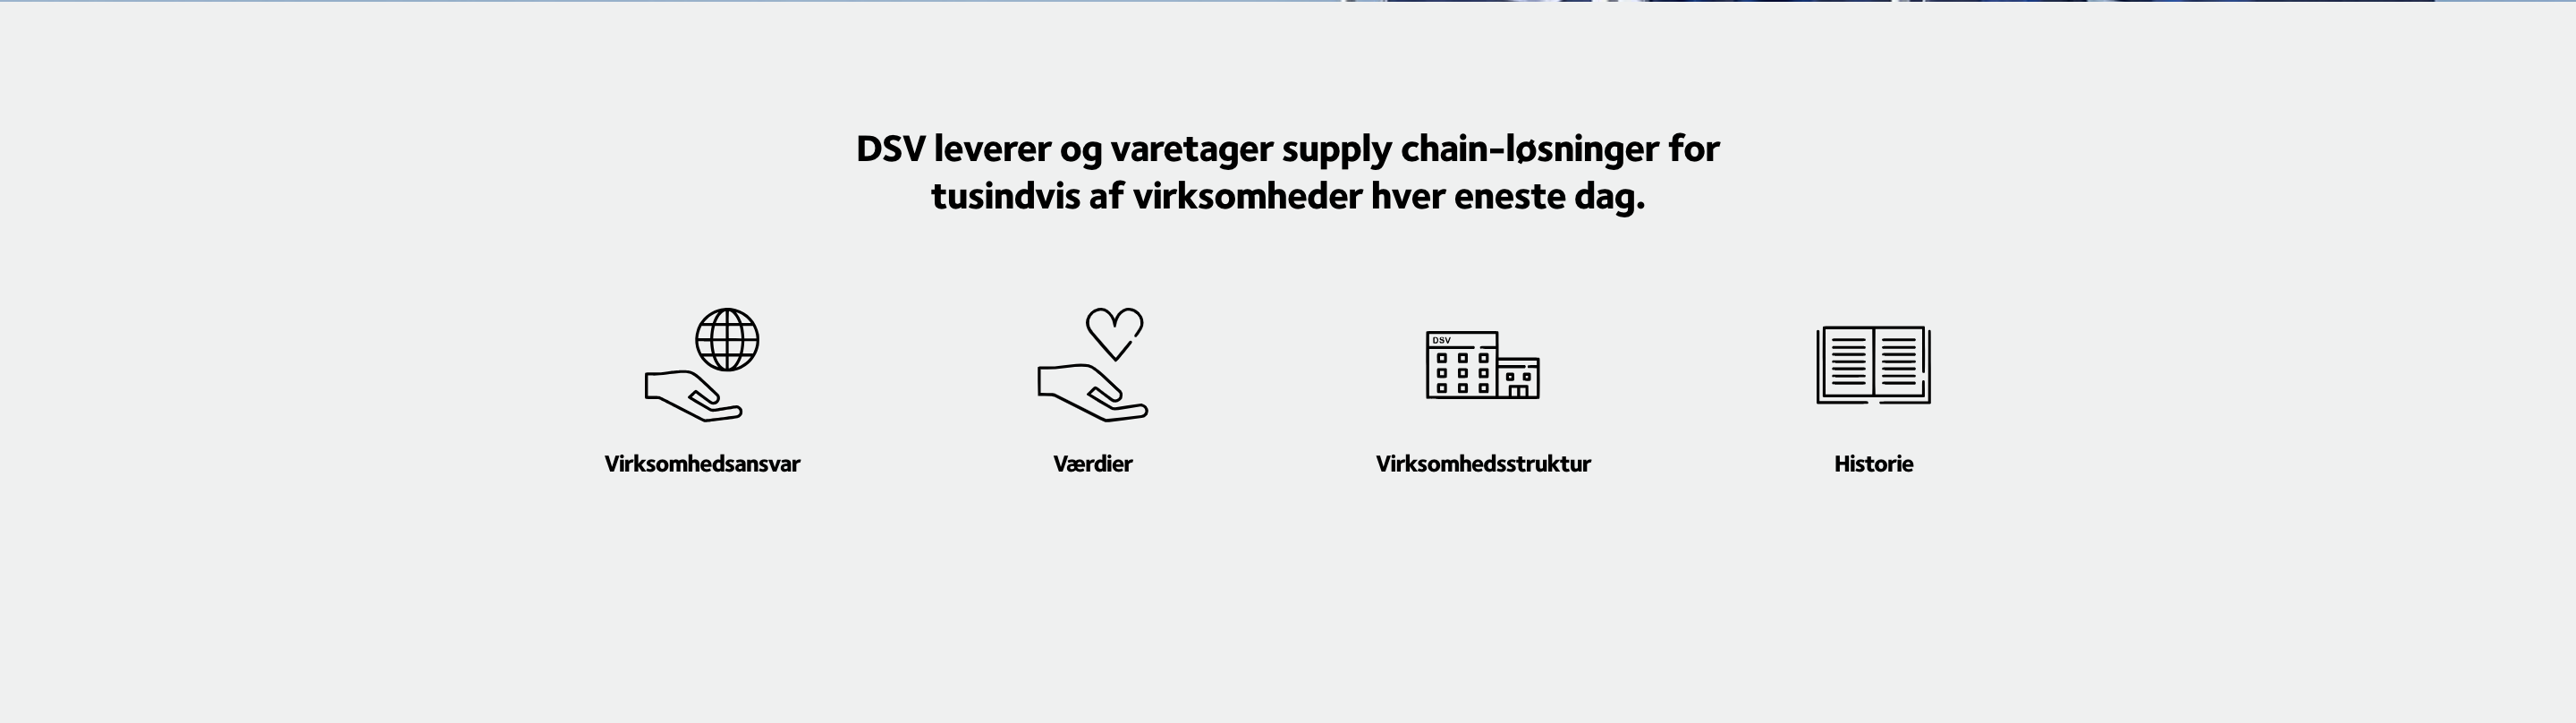 DSV leverer og varetager supply chain-løsninger for
tusindvis af virksomheder hver eneste dag.
DSV
Virksomhedsansvar
Værdier
Virksomhedsstruktur
Historie